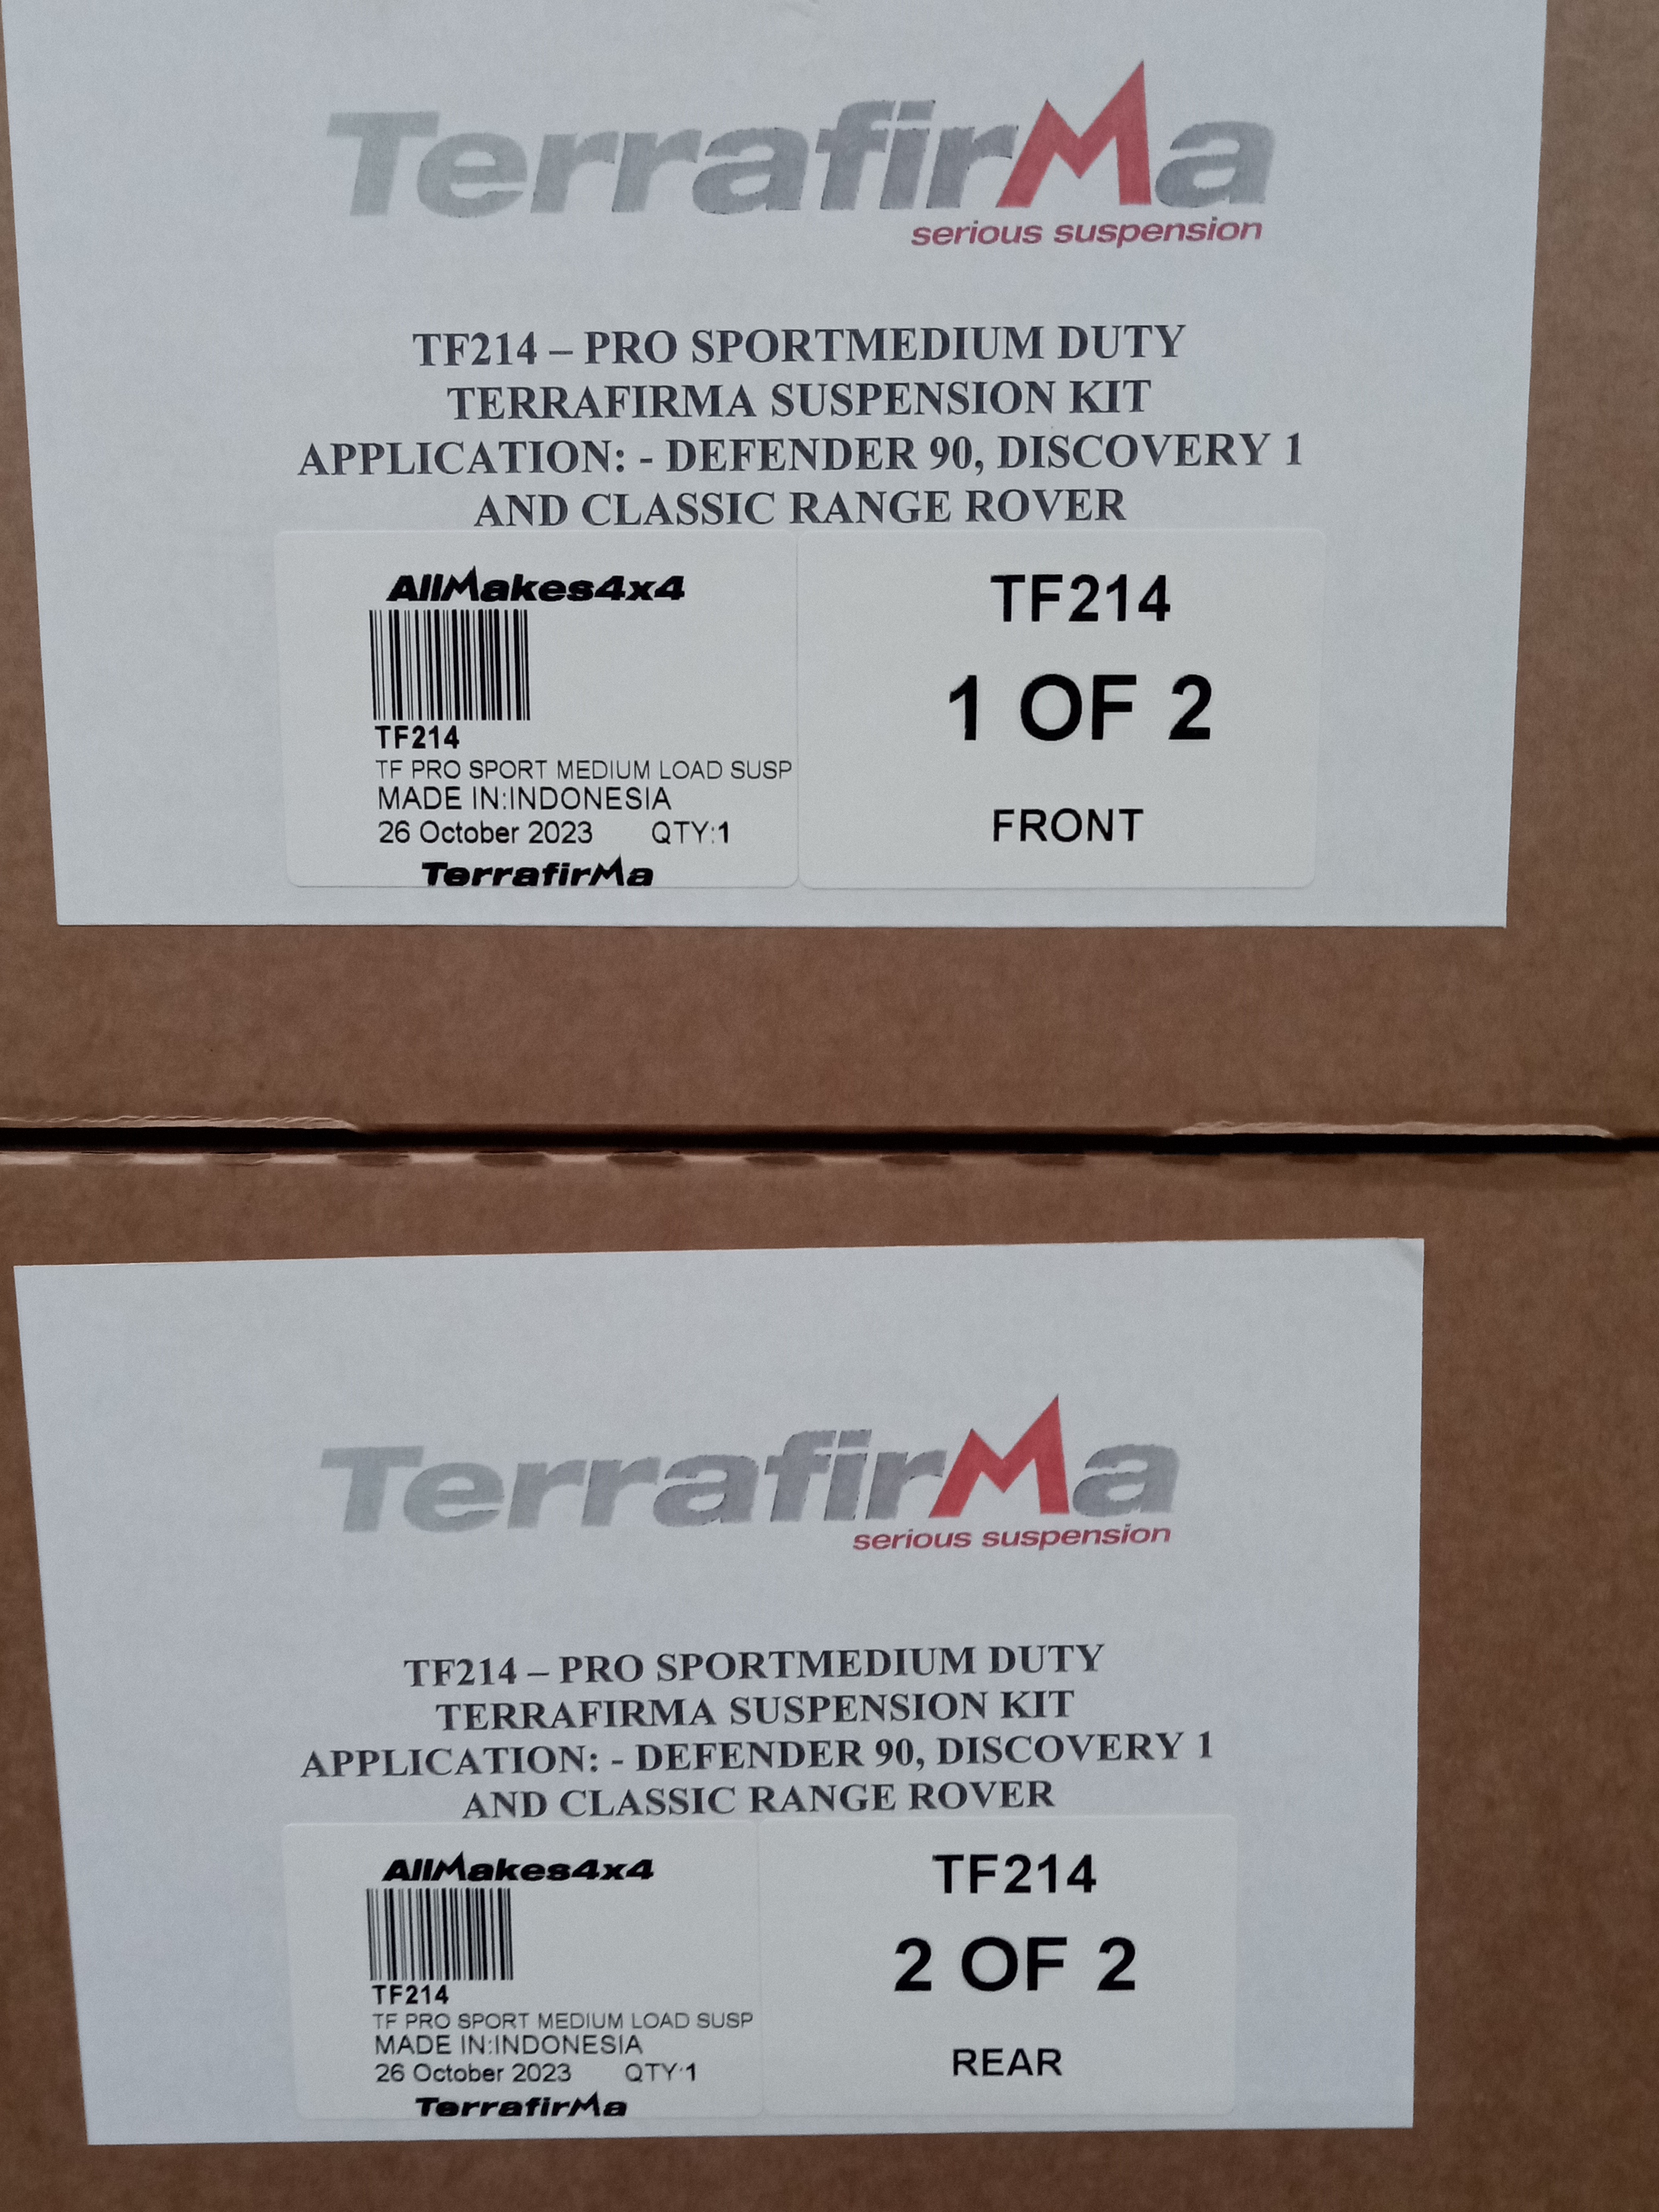 TerrafirMa
serious suspension
TF214 – PRO SPORTMEDIUM DUTY
TERRAFIRMA SUSPENSION KIT
APPLICATION: - DEFENDER 90, DISCOVERY 1
AND CLASSIC RANGE ROVER
AllMakes4x4
TF214
TF PRO SPORT MEDIUM LOAD SUSP
MADE IN:INDONESIA
26 October 2023 QTY:1
TerrafirMa
TF214
1 OF 2
FRONT
TerrafirMa
serious suspension
TF214 – PRO SPORTMEDIUM DUTY
TERRAFIRMA SUSPENSION KIT
APPLICATION: - DEFENDER 90, DISCOVERY 1
AND CLASSIC RANGE ROVER
AllMakes4x4
TF214
TF PRO SPORT MEDIUM LOAD SUSP
MADE IN:INDONESIA
26 October 2023 QTY:1
TerrafirMa
TF214
2 OF 2
REAR